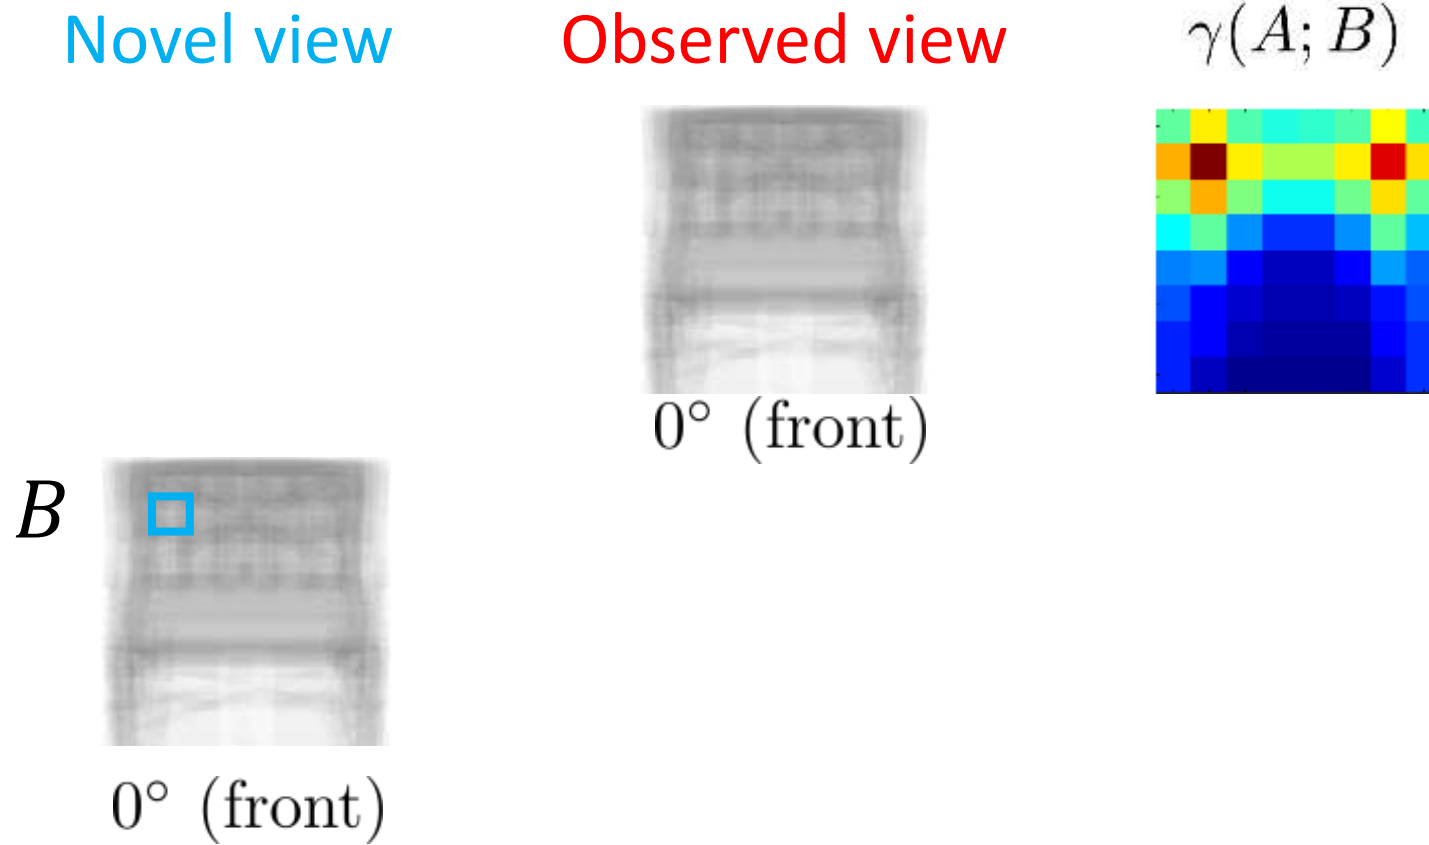 Novel view
Observed view
γ(A; B)
0° (front)
B
0° (front)